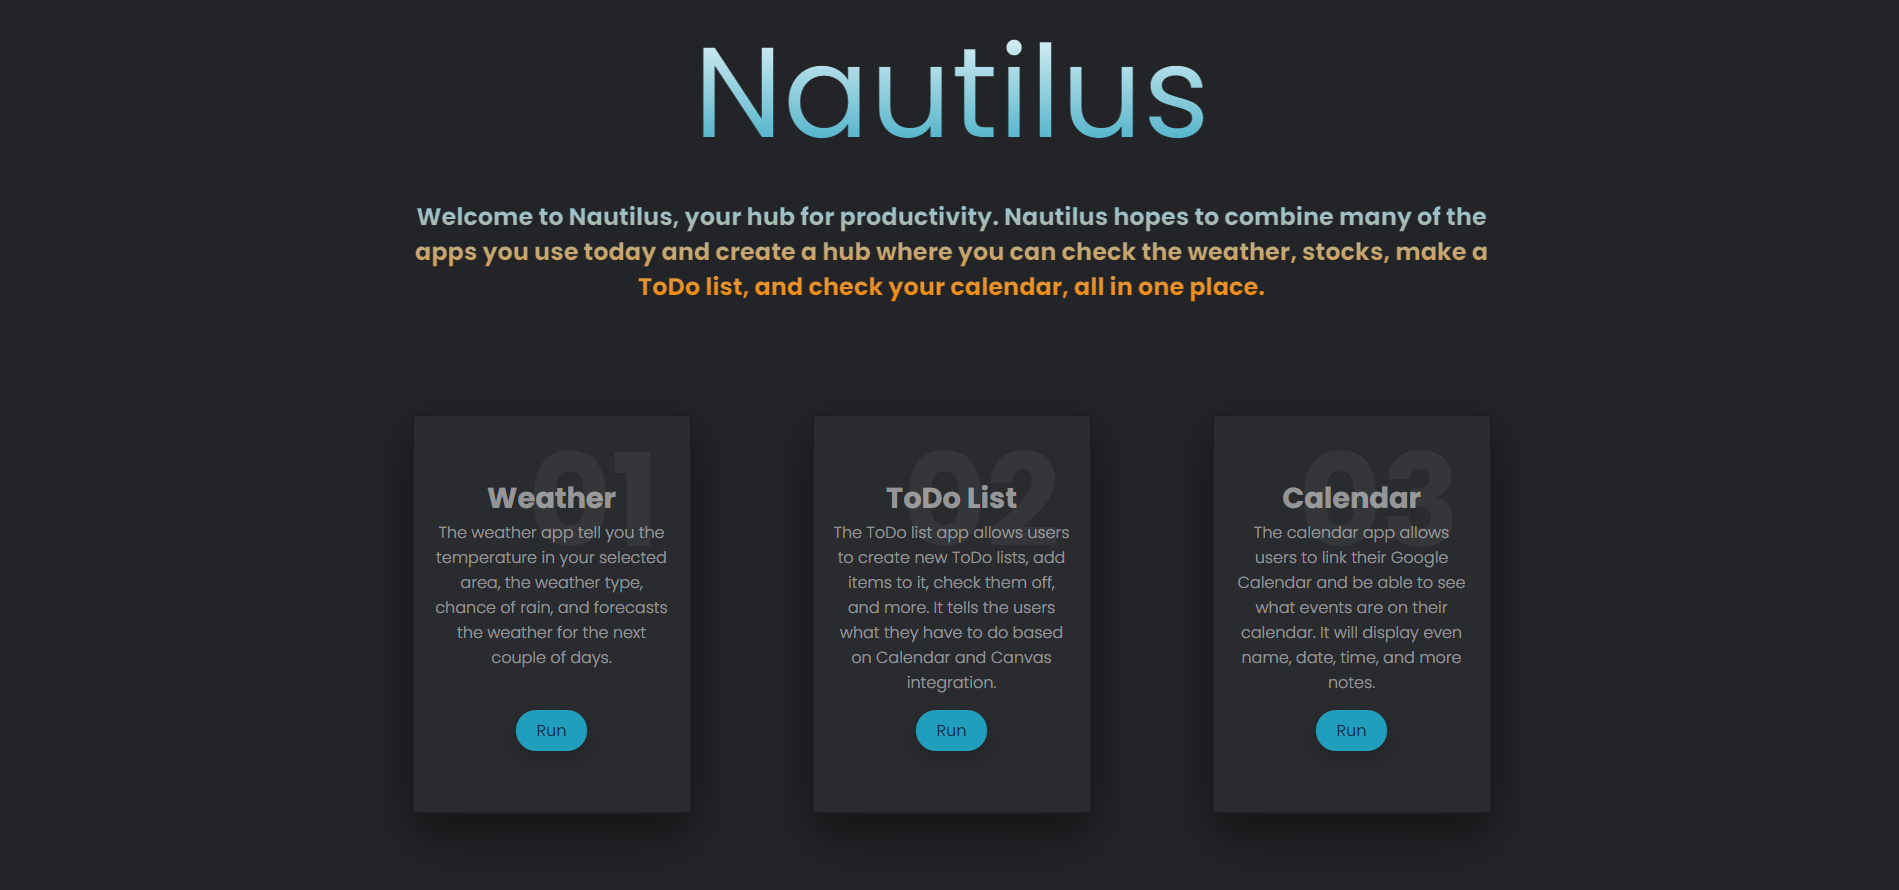 Nautilus
Welcome to Nautilus, your hub for productivity. Nautilus hopes to combine many of the
apps you use today and create a hub where you can check the weather, stocks, make a
ToDo list, and check your calendar, all in one place.
01
Weather
The weather app tell you the
temperature in your selected
area, the weather type,
chance of rain, and forecasts
the weather for the next
couple of days.
Run
02
ToDo List
The ToDo list app allows users
to create new ToDo lists, add
items to it, check them off,
and more. It tells the users
what they have to do based
on Calendar and Canvas
integration.
Run
03
Calendar
The calendar app allows
users to link their Google
Calendar and be able to see
what events are on their
calendar. It will display even
name, date, time, and more
notes.
Run